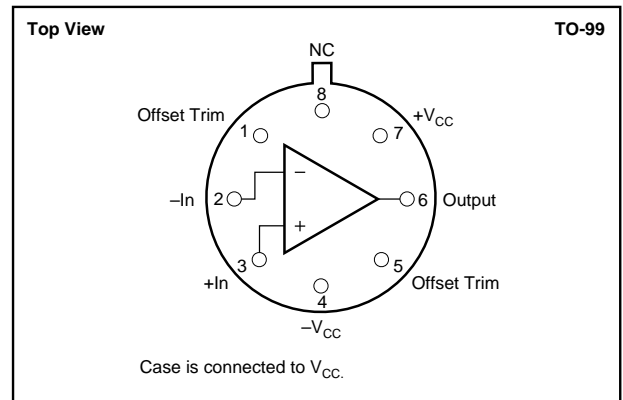 Top View
TO-99
NC
8
Offset Trim
1
+VCC
7
–In
2
−
6
Output
+
3
+In
5
Offset Trim
4
–VCC
Case is connected to VCC.